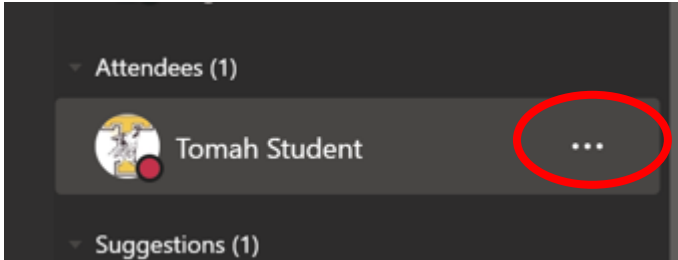 Attendees (1)
Tomah Student
Suggestions (1)